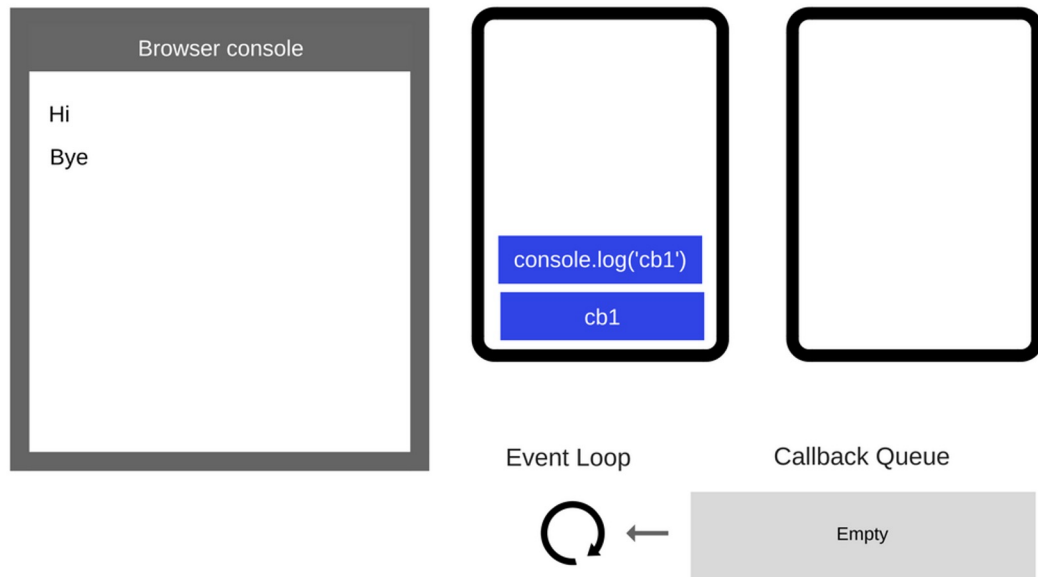 Browser console
Hi
Bye
console.log('cb1')
cb1
Event Loop
Callback Queue
Empty